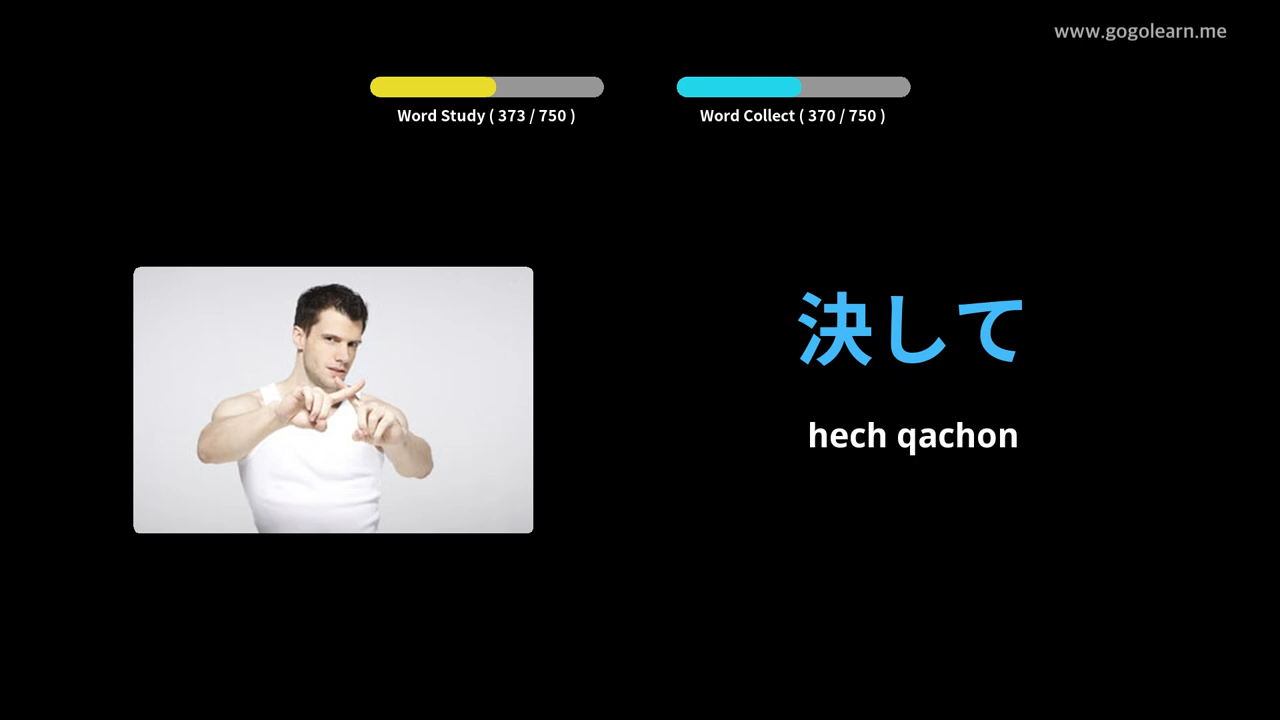 www.gogolearn.me
Word Study ( 373 / 750 )
Word Collect ( 370 / 750 )
決して
hech qachon